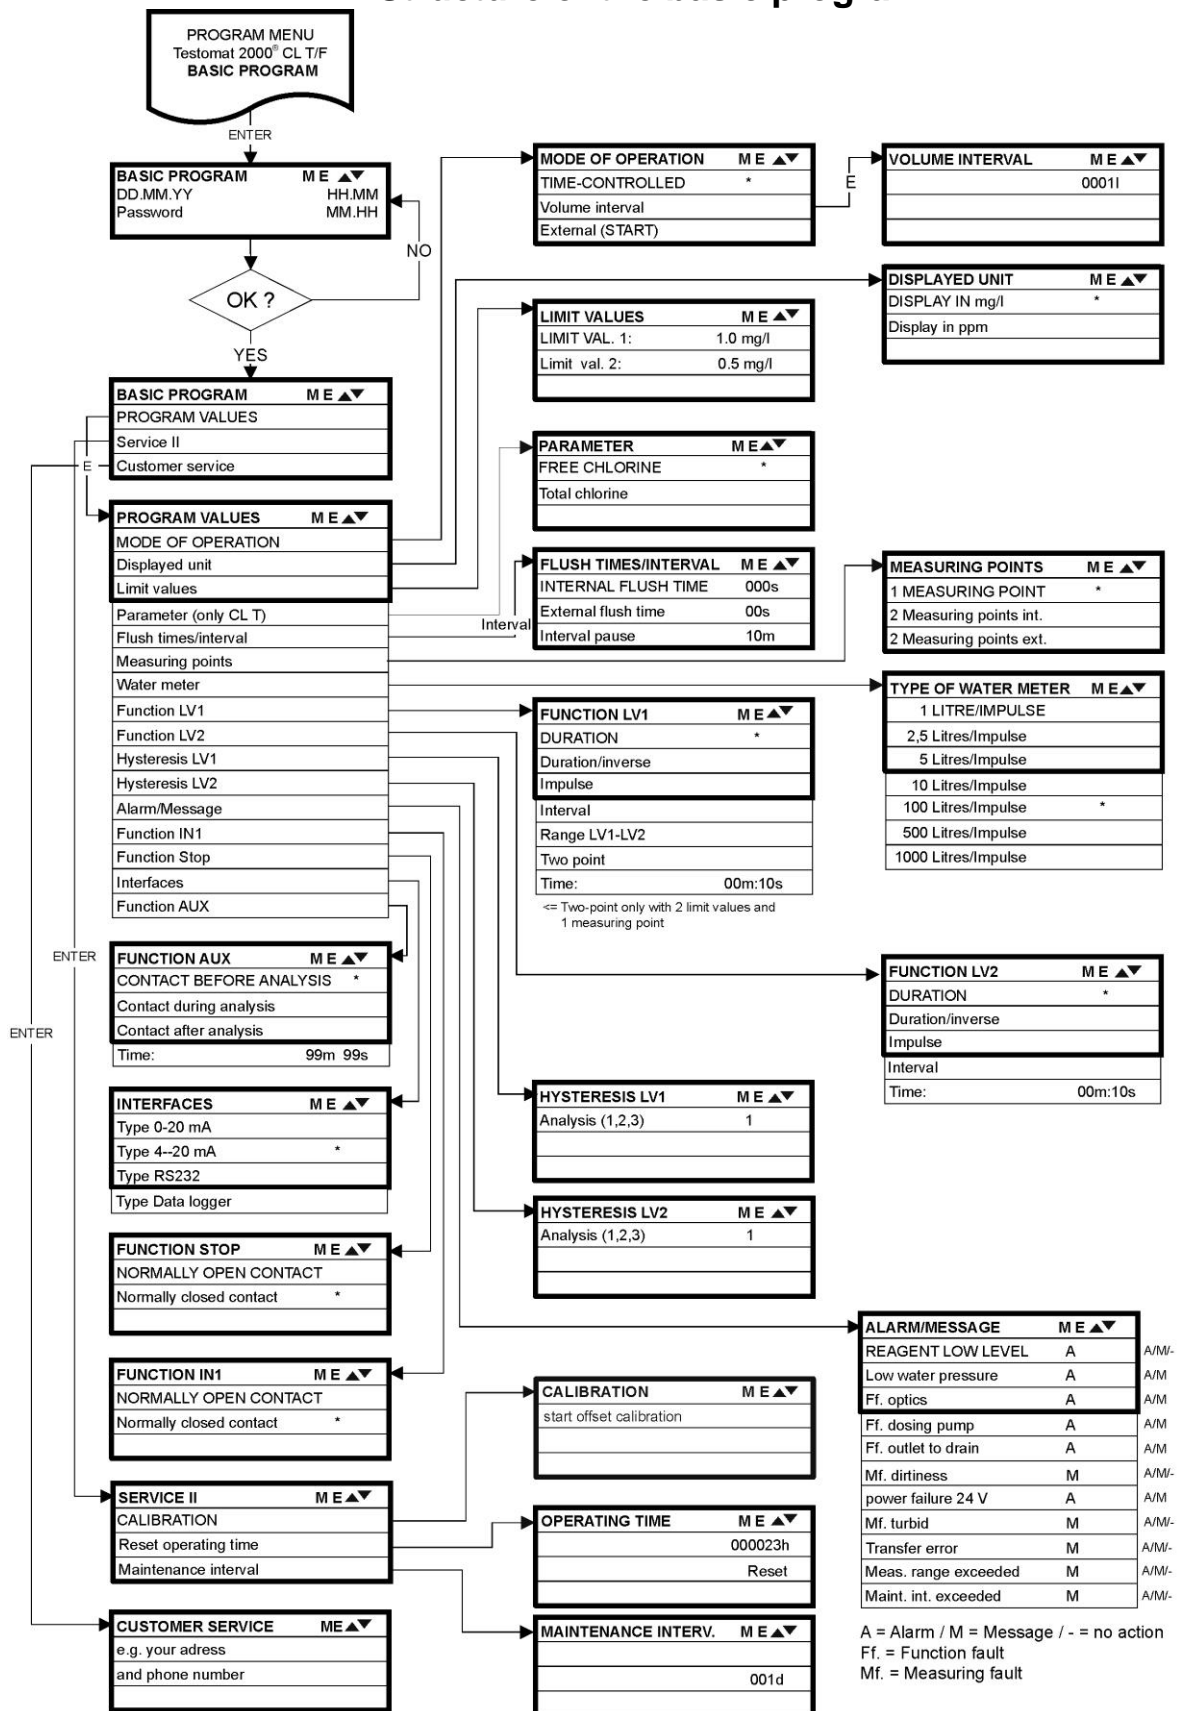 Structure of the basic progra
PROGRAM MENU
Testomat 2000® CL T/F
BASIC PROGRAM
ENTER
BASIC PROGRAM M E ▲▼
DD.MM.YY HH.MM
Password MM.HH
NO
OK ?
YES
BASIC PROGRAM M E ▲▼
PROGRAM VALUES
Service II
Customer service
E
PROGRAM VALUES M E ▲▼
MODE OF OPERATION
Displayed unit
Limit values
Parameter (only CL T)
Flush times/interval
Measuring points
Water meter
Function LV1
Function LV2
Hysteresis LV1
Hysteresis LV2
Alarm/Message
Function IN1
Function Stop
Interfaces
Function AUX
ENTER
ENTER
FUNCTION AUX M E ▲▼
CONTACT BEFORE ANALYSIS *
Contact during analysis
Contact after analysis
Time: 99m 99s
INTERFACES M E ▲▼
Type 0-20 mA
Type 4--20 mA *
Type RS232
Type Data logger
FUNCTION STOP M E ▲▼
NORMALLY OPEN CONTACT
Normally closed contact *
FUNCTION IN1 M E ▲▼
NORMALLY OPEN CONTACT
Normally closed contact *
SERVICE II M E ▲▼
CALIBRATION
Reset operating time
Maintenance interval
CUSTOMER SERVICE ME▲▼
e.g. your adress
and phone number
MODE OF OPERATION M E ▲▼
TIME-CONTROLLED *
Volume interval
External (START)
E
VOLUME INTERVAL M E ▲▼
0001l
DISPLAYED UNIT M E ▲▼
DISPLAY IN mg/l *
Display in ppm
LIMIT VALUES M E ▲▼
LIMIT VAL. 1: 1.0 mg/l
Limit val. 2: 0.5 mg/l
PARAMETER M E▲▼
FREE CHLORINE *
Total chlorine
Interval
FLUSH TIMES/INTERVAL M E ▲▼
INTERNAL FLUSH TIME 000s
External flush time 00s
Interval pause 10m
MEASURING POINTS M E ▲▼
1 MEASURING POINT *
2 Measuring points int.
2 Measuring points ext.
TYPE OF WATER METER M E▲▼
1 LITRE/IMPULSE
2,5 Litres/Impulse
5 Litres/Impulse
10 Litres/Impulse
100 Litres/Impulse *
500 Litres/Impulse
1000 Litres/Impulse
FUNCTION LV1 M E ▲▼
DURATION *
Duration/inverse
Impulse
Interval
Range LV1-LV2
Two point
Time: 00m:10s
<= Two-point only with 2 limit values and
1 measuring point
FUNCTION LV2 M E ▲▼
DURATION *
Duration/inverse
Impulse
Interval
Time: 00m:10s
HYSTERESIS LV1 M E ▲▼
Analysis (1,2,3) 1
HYSTERESIS LV2 M E ▲▼
Analysis (1,2,3) 1
ALARM/MESSAGE M E ▲▼
REAGENT LOW LEVEL A A/M/-
Low water pressure A A/M
Ff. optics A A/M
Ff. dosing pump A A/M
Ff. outlet to drain A A/M
Mf. dirtiness M A/M/-
power failure 24 V A A/M
Mf. turbid M A/M/-
Transfer error M A/M/-
Meas. range exceeded M A/M/-
Maint. int. exceeded M A/M/-
A = Alarm / M = Message / - = no action
Ff. = Function fault
Mf. = Measuring fault
CALIBRATION M E ▲▼
start offset calibration
OPERATING TIME M E ▲▼
000023h
Reset
MAINTENANCE INTERV. M E ▲▼
001d